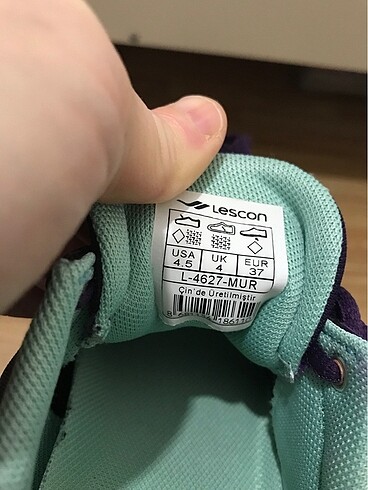 Lescon
USA UK EUR
4.5 4 37
L-4627-MUR
Çin'de Üretilmiştir